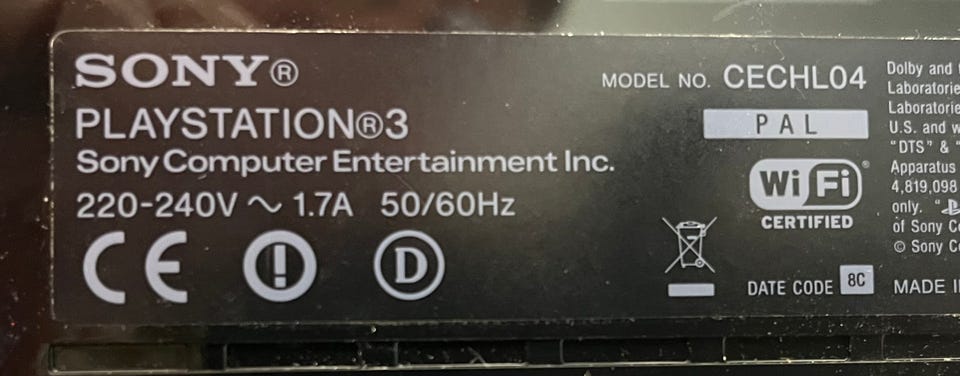 SONY®
PLAYSTATION®3
Sony Computer Entertainment Inc.
220-240V ~ 1.7A 50/60Hz
CE
D
MODEL NO. CECHL04
PAL
Wi Fi®
CERTIFIED
DATE CODE 8C
Dolby and
Laboratorie
Laboratorie
U.S. and w
"DTS" & "
Apparatus
4,819,098
only. "
of Sony C
© Sony C
MADE I